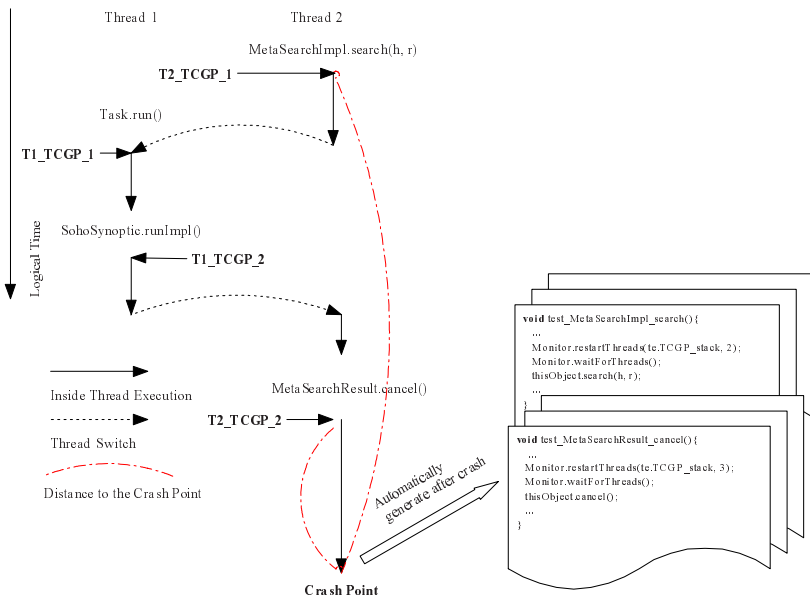 Thread 1
Thread 2
MetaSearchImpl.search(h, r)
T2_TCGP_1
Task.run()
T1_TCGP_1
SohoSynoptic.runImpl()
T1_TCGP_2
Logical Time
Inside Thread Execution
MetaSearchResult.cancel()
T2_TCGP_2
Thread Switch
Distance to the Crash Point
Crash Point
Automatically
generate after crash
void test_MetaSearchImpl_search(){
...
Monitor.restartThreads(te.TCGP_stack, 2);
Monitor.waitForThreads();
thisObject.search(h, r);
...
}
void test_MetaSearchResult_cancel(){
...
Monitor.restartThreads(te.TCGP_stack, 3);
Monitor.waitForThreads();
thisObject.cancel();
...
}